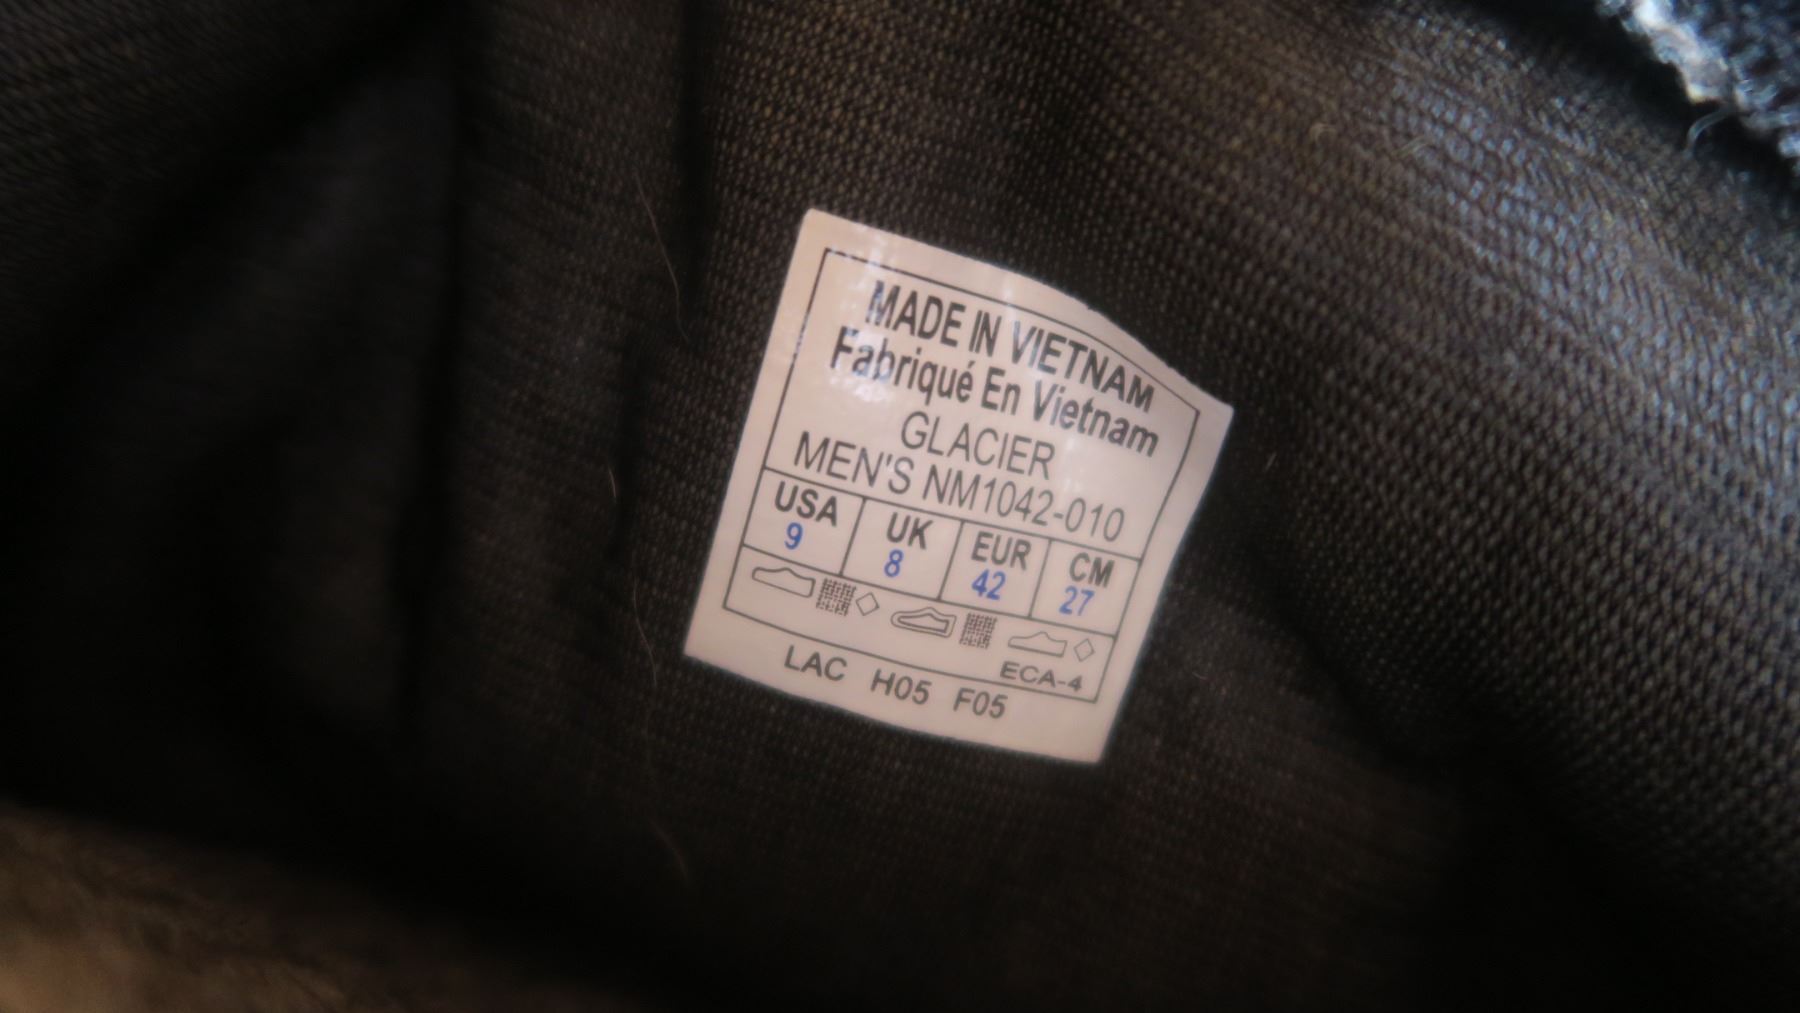 MADE IN VIETNAM
Fabriqué En Vietnam
GLACIER
MEN'S NM1042-010
USA UK EUR CM
9 8 42 27
ECA-4
LAC H05 F05